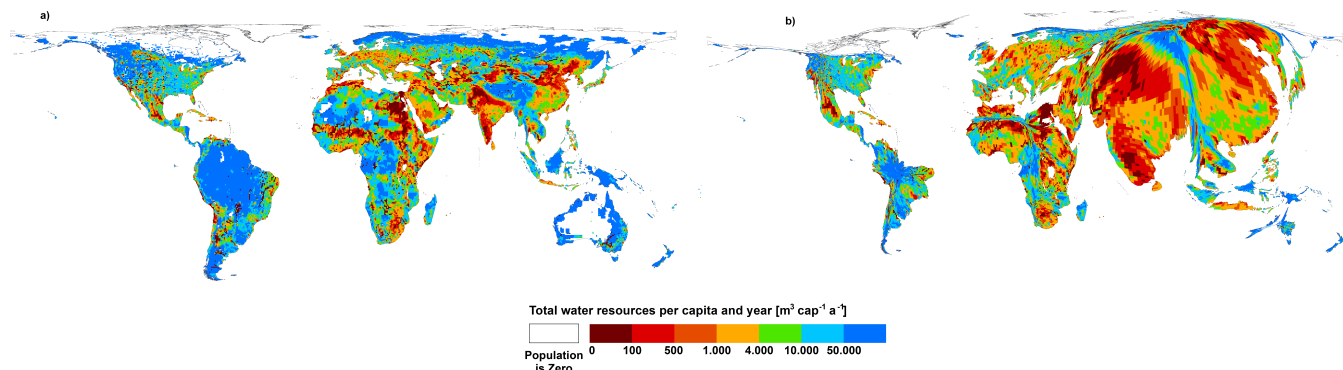 a)
b)
Total water resources per capita and year [m³ cap⁻¹ a⁻¹]
0 100 500 1.000 4.000 10.000 50.000
Population
is Zero